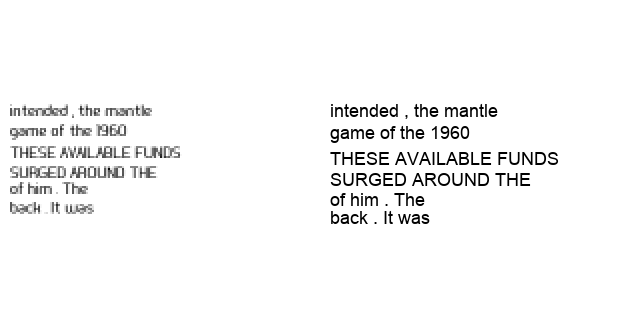 intended , the mantle
game of the 1960
THESE AVAILABLE FUNDS
SURGED AROUND THE
of him . The
back . It was
intended , the mantle
game of the 1960
THESE AVAILABLE FUNDS
SURGED AROUND THE
of him . The
back . It was